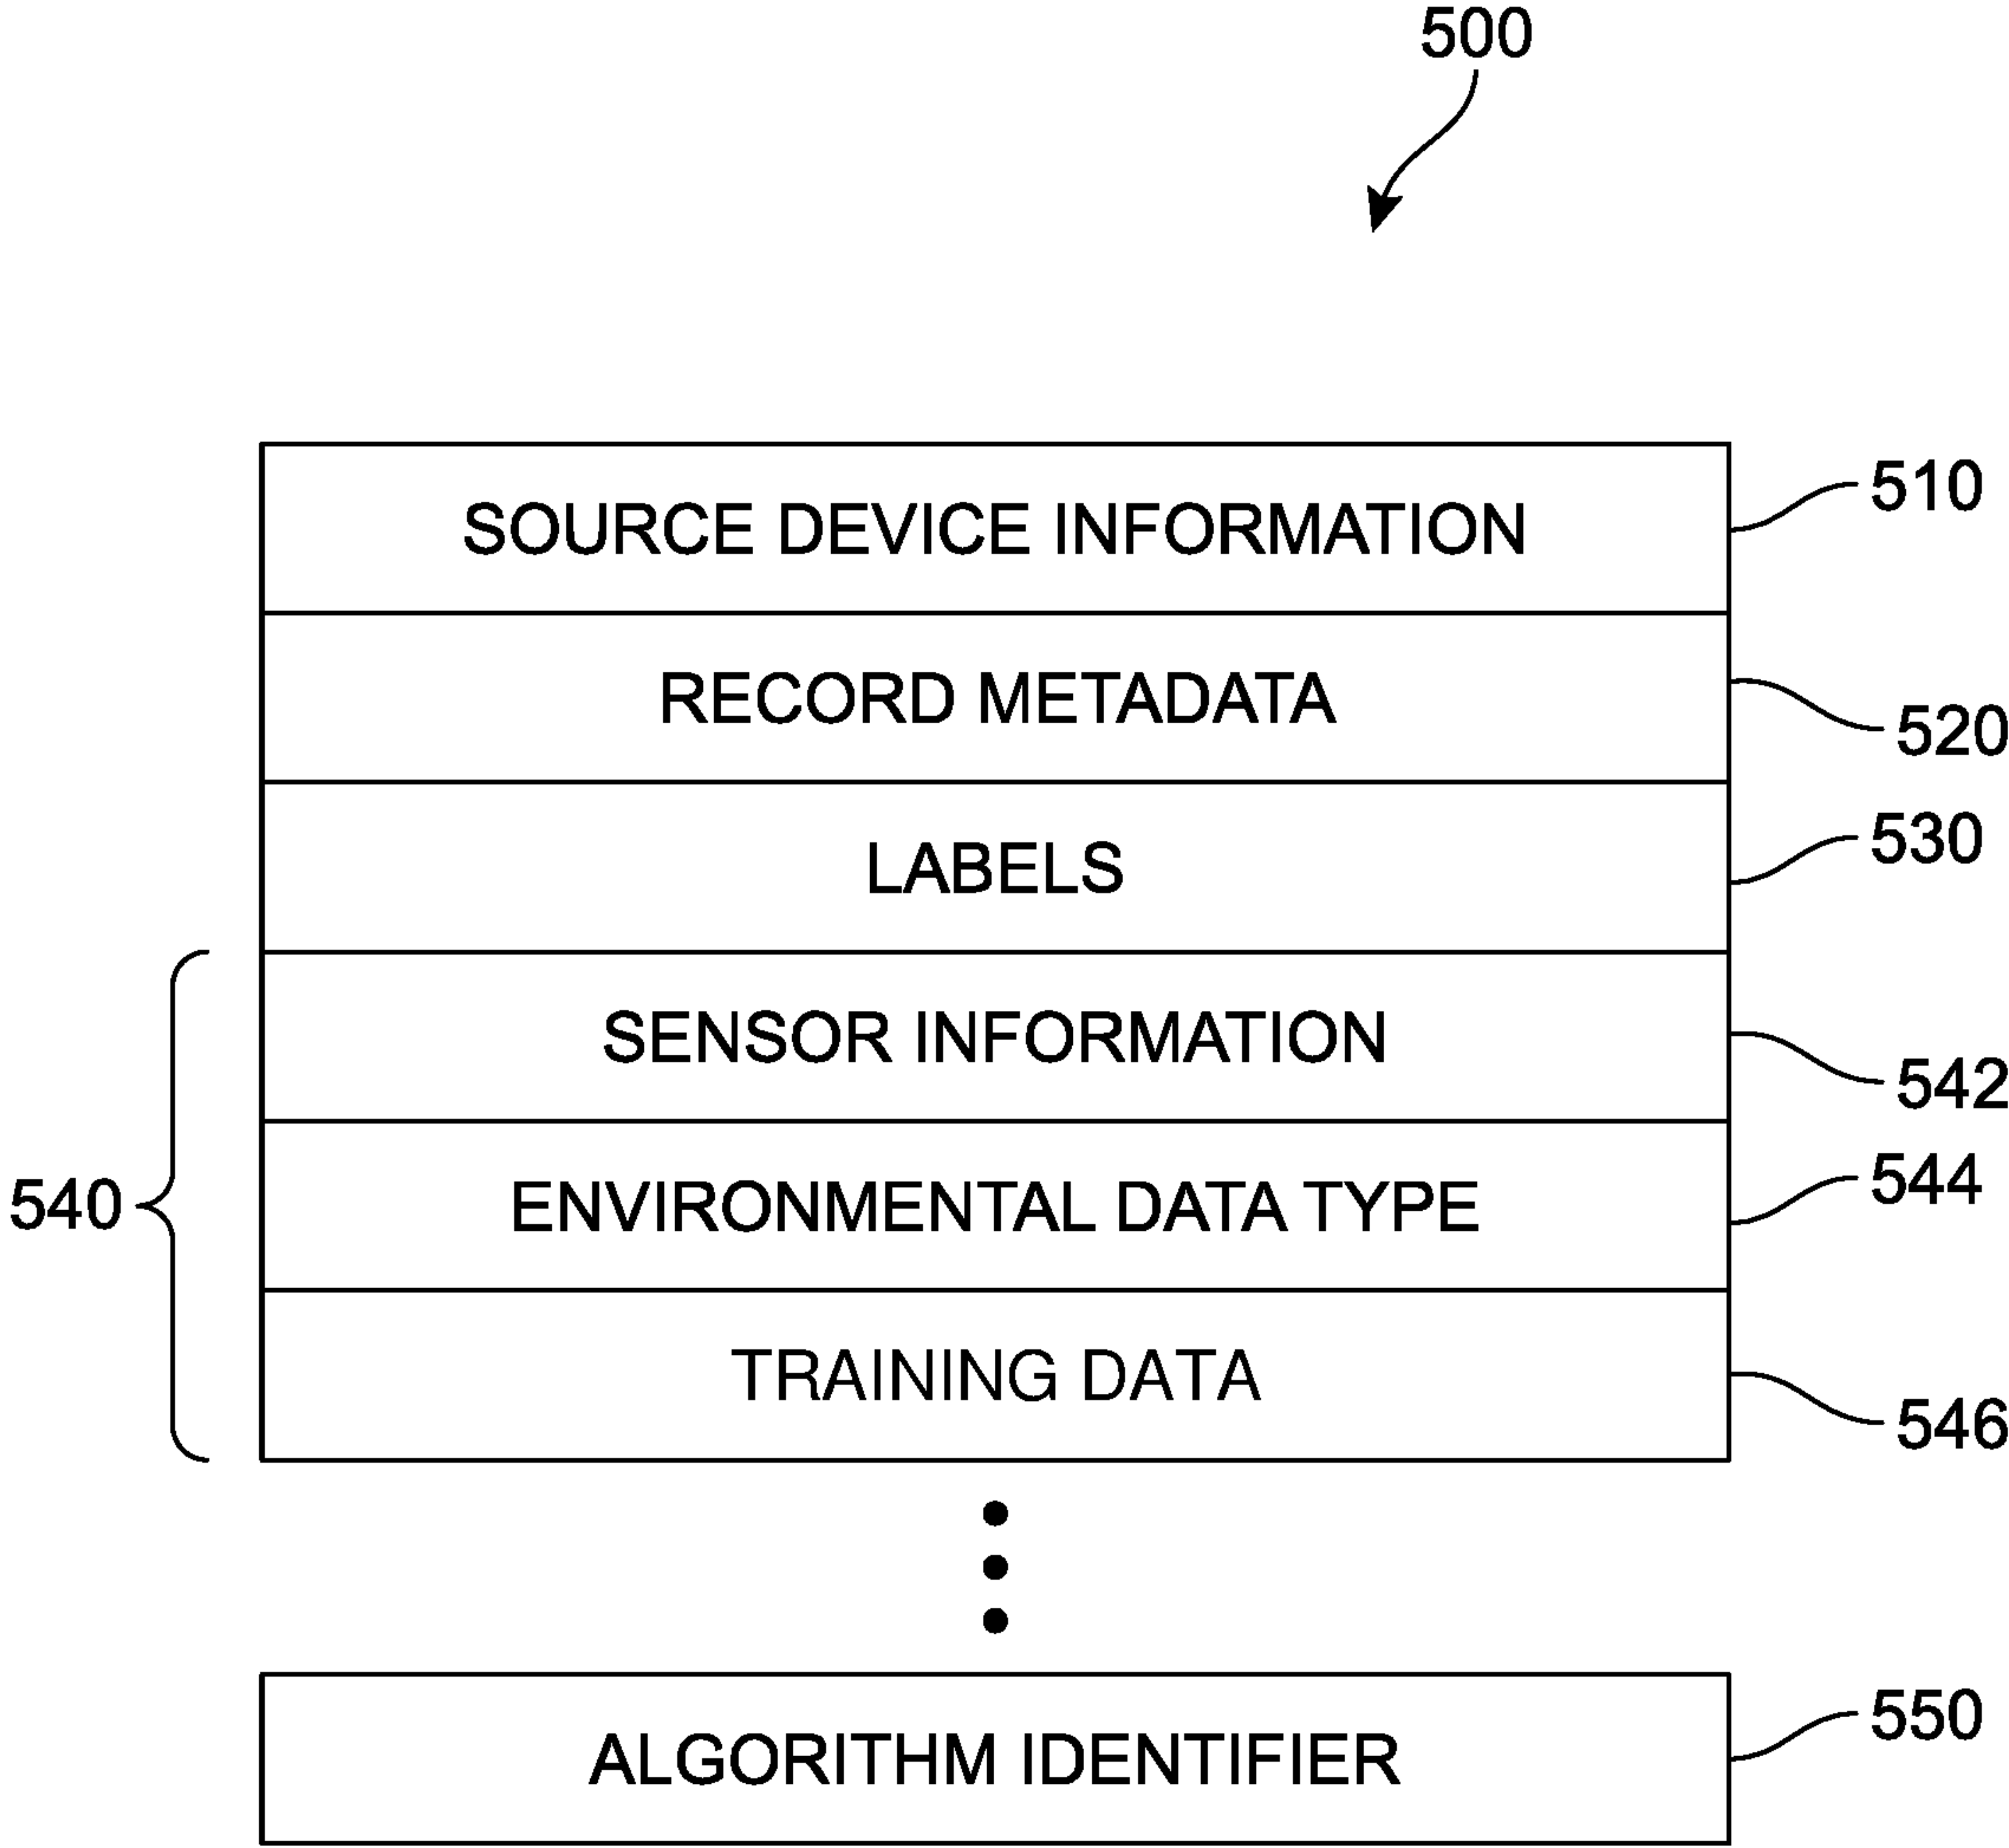 500
SOURCE DEVICE INFORMATION
510
RECORD METADATA
520
LABELS
530
SENSOR INFORMATION
542
540
ENVIRONMENTAL DATA TYPE
544
TRAINING DATA
546
ALGORITHM IDENTIFIER
550